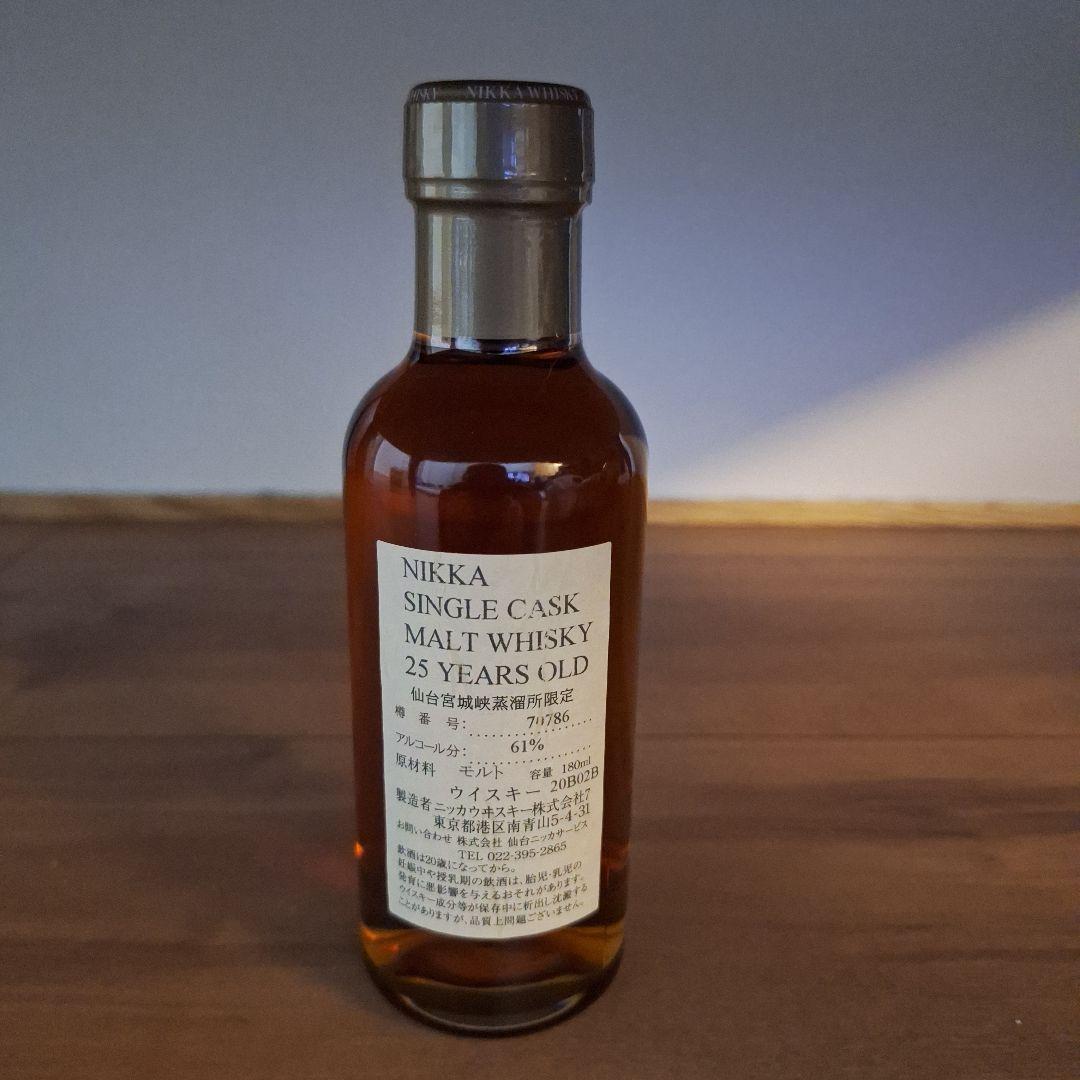 NIKKA WHISKY
NIKKA
SINGLE CASK
MALT WHISKY
25 YEARS OLD
仙台宮城峡蒸溜所限定
樽番号: 70786
アルコール分: 61%
原材料 モルト 容量 180ml
ウイスキー 20B02B
製造者 ニッカウヰスキー株式会社7
東京都港区南青山5-4-31
お問い合わせ 株式会社 仙台ニッカサービス
TEL 022-395-2865
飲酒は20歳になってから。
妊娠中や授乳期の飲酒は、胎児・乳児の
発育に悪影響を与えるおそれがあります。
ウイスキー成分等が保存中に析出し沈澱する
ことがありますが、品質上問題ございません。